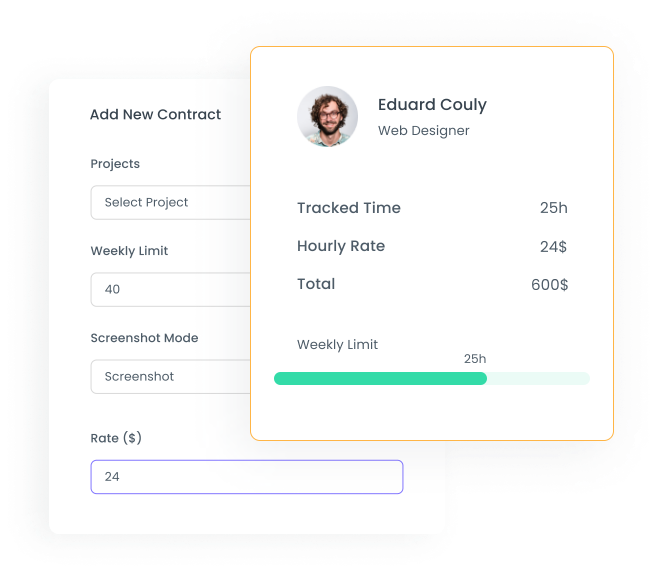 Add New Contract
Projects
Select Project
Weekly Limit
40
Screenshot Mode
Screenshot
Rate ($)
24
Eduard Couly
Web Designer
Tracked Time 25h
Hourly Rate 24$
Total 600$
Weekly Limit
25h